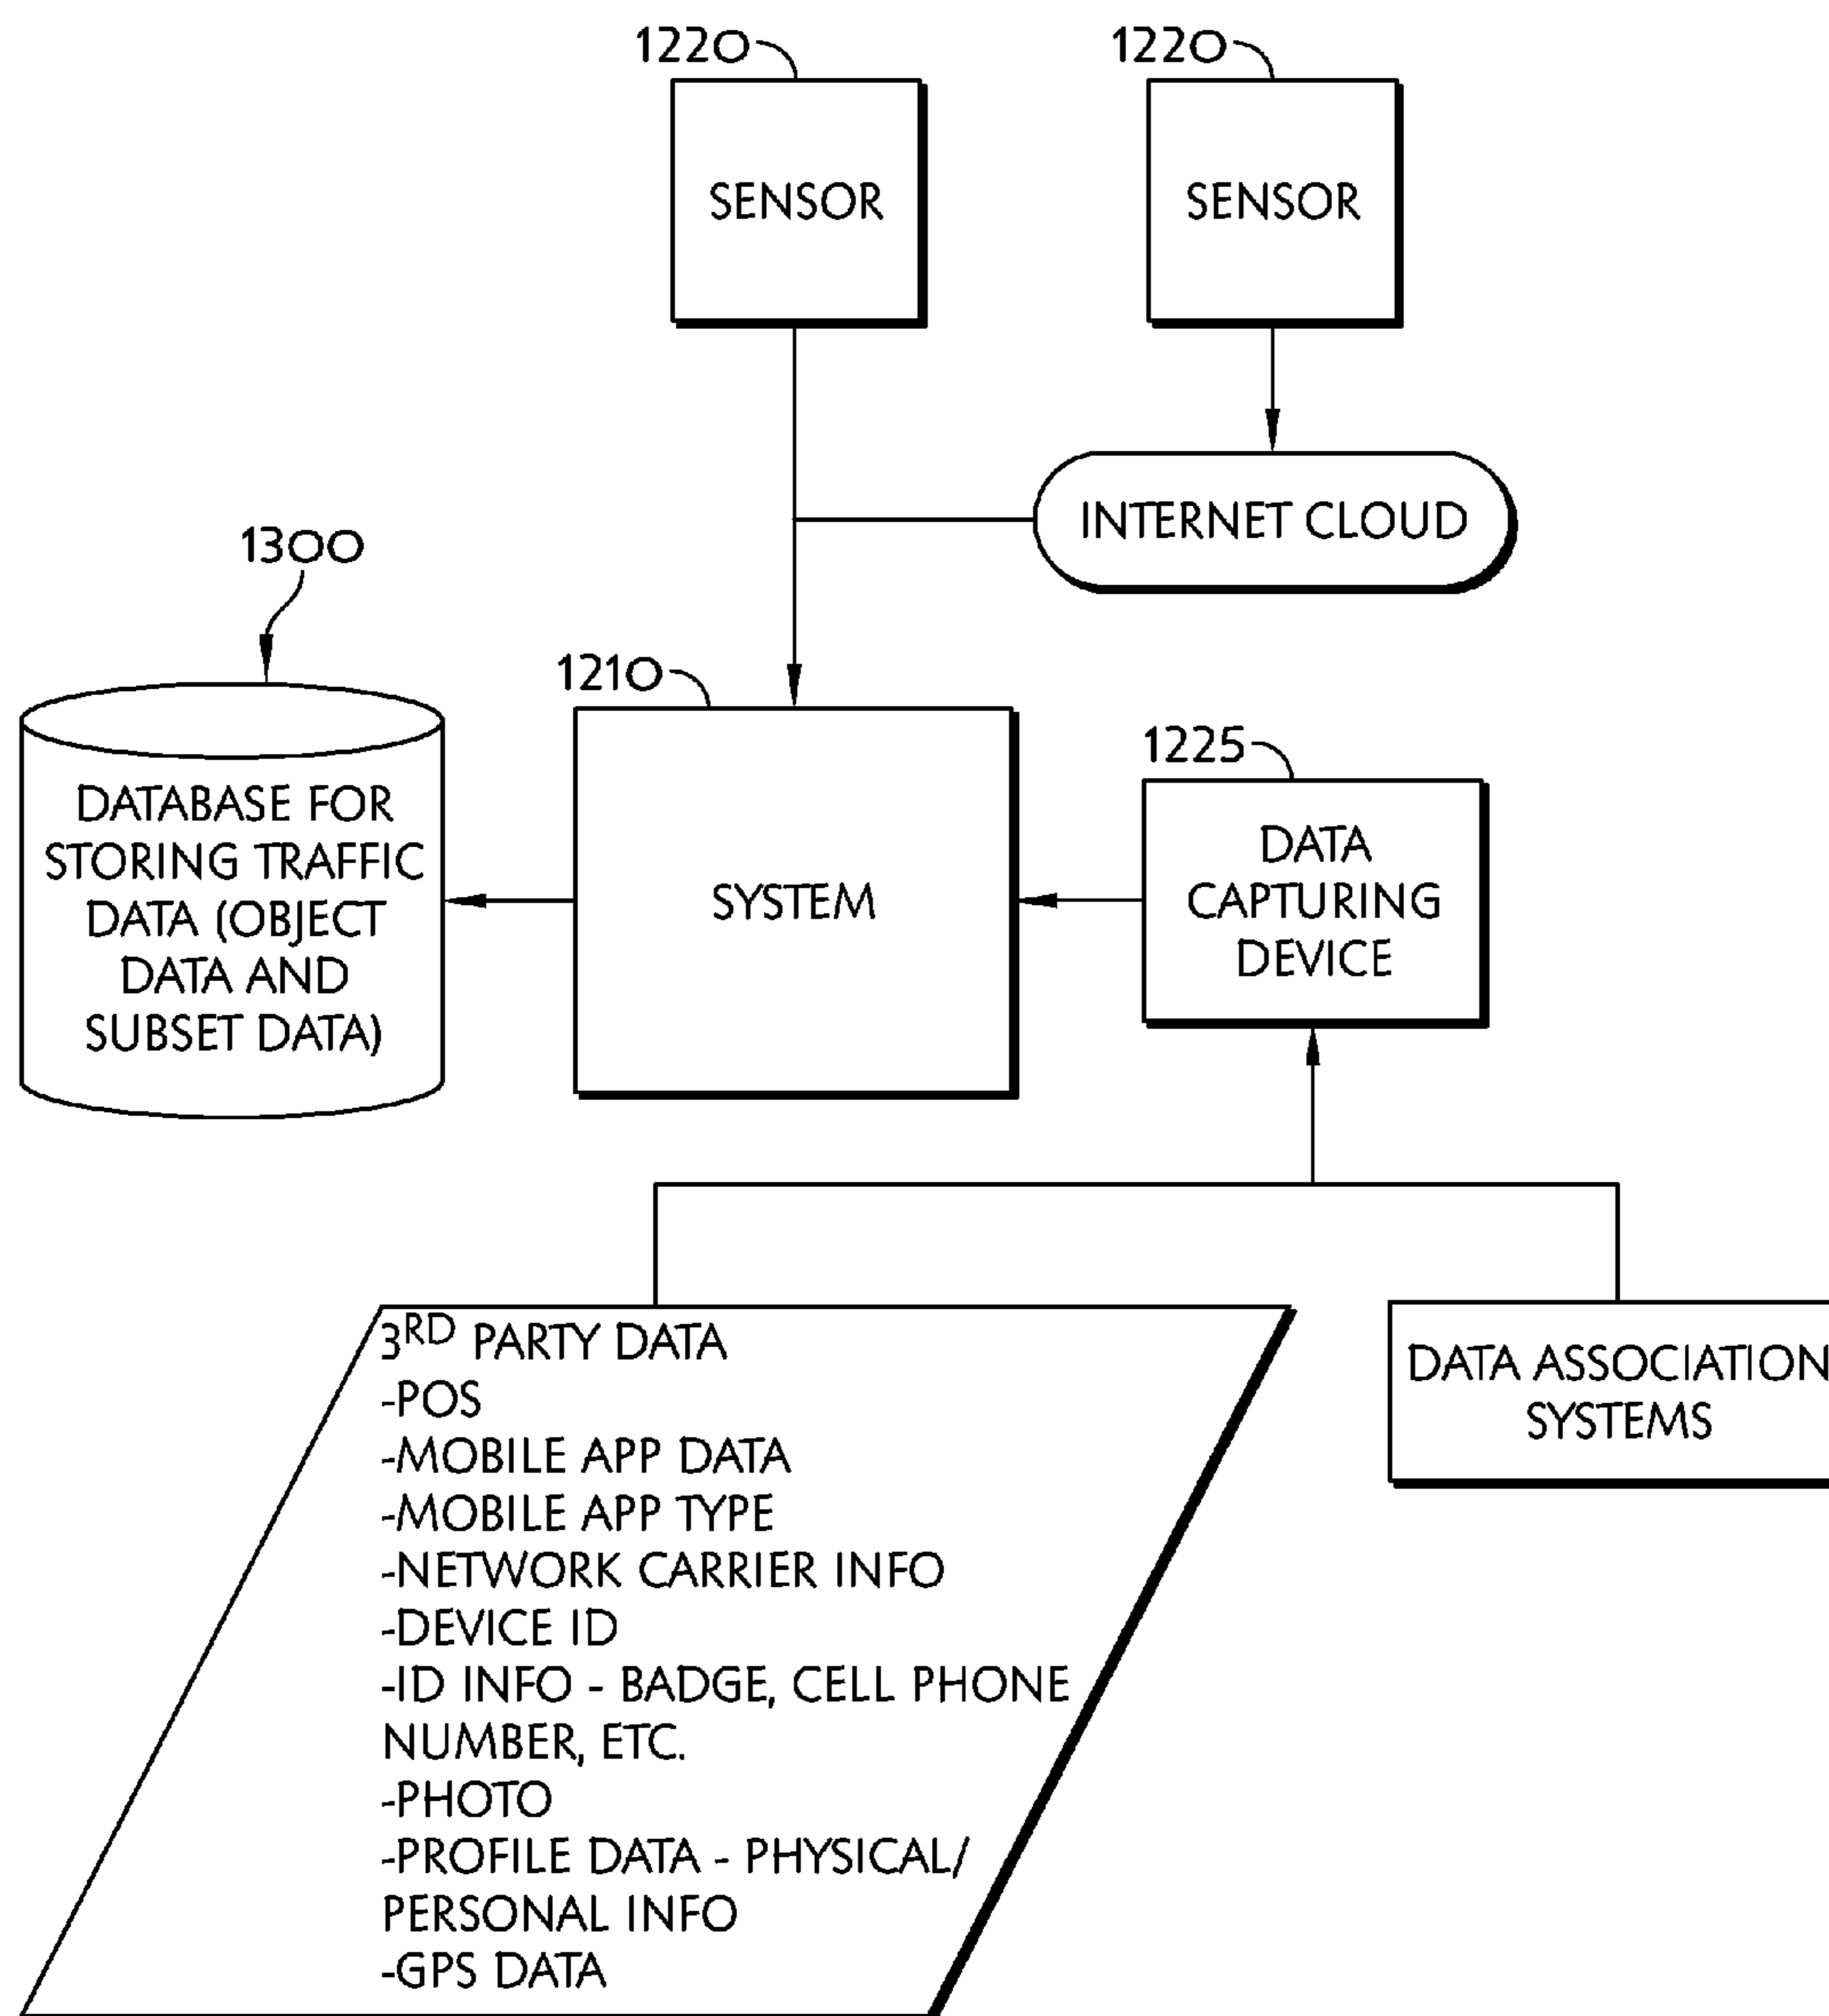 1220
1220
SENSOR
SENSOR
INTERNET CLOUD
1300
1210
1225
DATABASE FOR
STORING TRAFFIC
DATA (OBJECT
DATA AND
SUBSET DATA)
SYSTEM
DATA
CAPTURING
DEVICE
3RD PARTY DATA
-POS
-MOBILE APP DATA
-MOBILE APP TYPE
-NETWORK CARRIER INFO
-DEVICE ID
-ID INFO - BADGE, CELL PHONE
NUMBER, ETC.
-PHOTO
-PROFILE DATA - PHYSICAL/
PERSONAL INFO
-GPS DATA
DATA ASSOCIATION
SYSTEMS